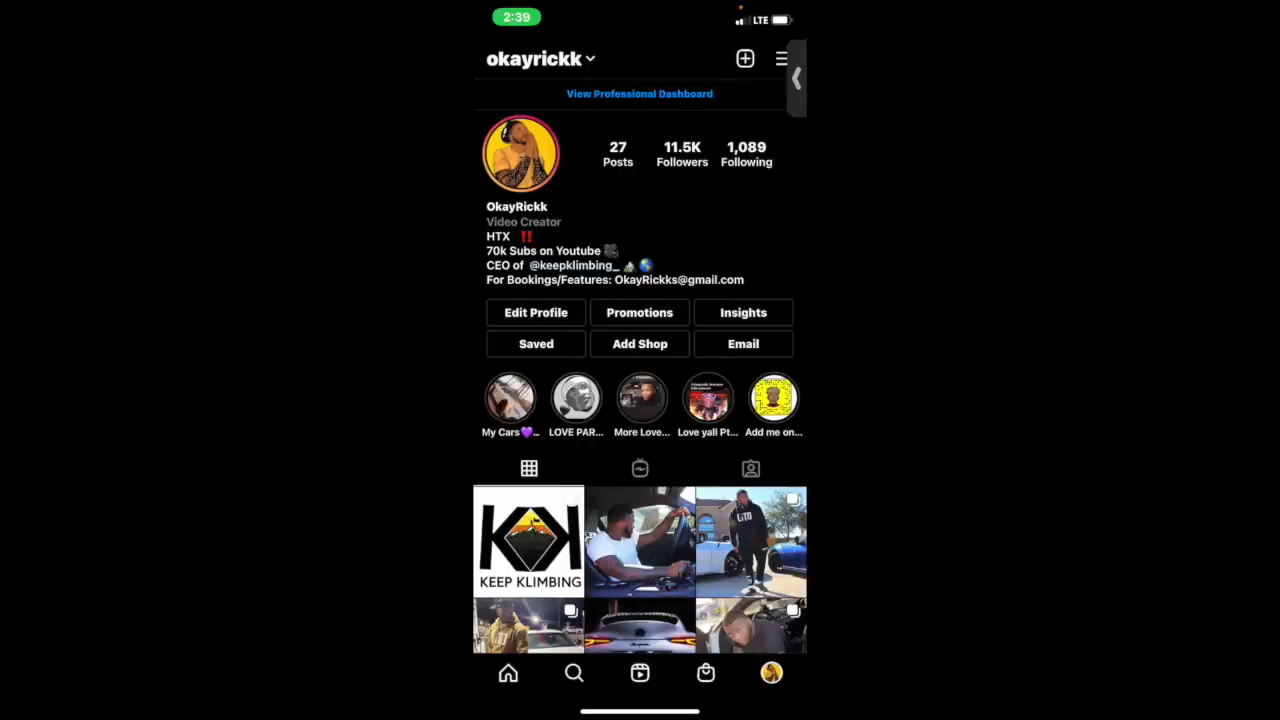 2:39
LTE
okayrickk
View Professional Dashboard
27 11.5K 1,089
Posts Followers Following
OkayRickk
Video Creator
HTX ‼️
70k Subs on Youtube 🎥
CEO of @keepklimbing_ 🏔️🌎
For Bookings/Features: OkayRickks@gmail.com
Edit Profile Promotions Insights
Saved Add Shop Email
My Cars💜... LOVE PAR... More Love... Love yall Pt... Add me on...
KK
KEEP KLIMBING